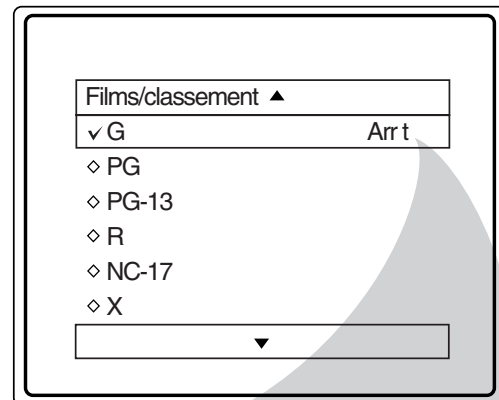 Films/classement ▲
✓ G Arr t
◇ PG
◇ PG-13
◇ R
◇ NC-17
◇ X
▼